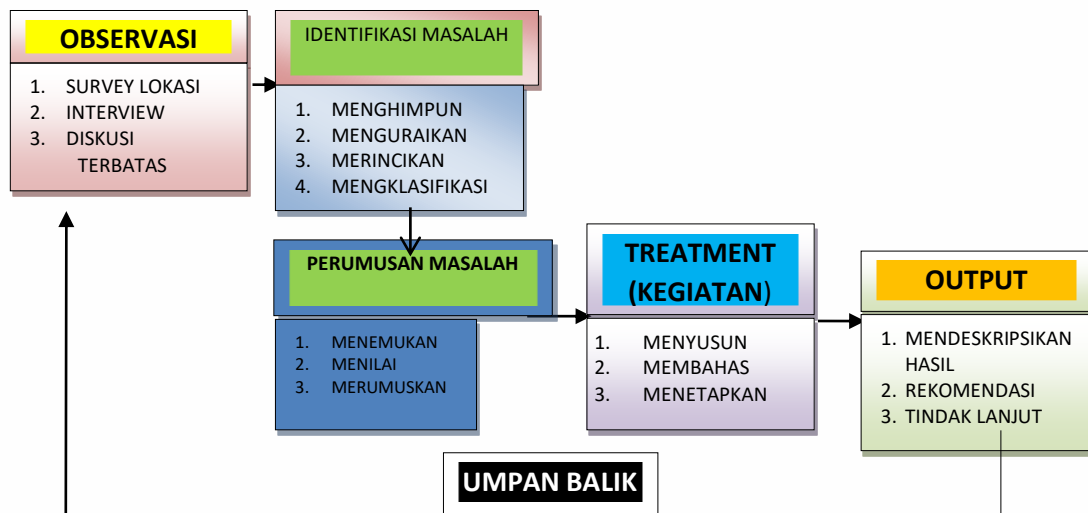 OBSERVASI
1. SURVEY LOKASI
2. INTERVIEW
3. DISKUSI
TERBATAS
IDENTIFIKASI MASALAH
1. MENGHIMPUN
2. MENGURAIKAN
3. MERINCIKAN
4. MENGKLASIFIKASI
PERUMUSAN MASALAH
1. MENEMUKAN
2. MENILAI
3. MERUMUSKAN
TREATMENT
(KEGIATAN)
1. MENYUSUN
2. MEMBAHAS
3. MENETAPKAN
OUTPUT
1. MENDESKRIPSIKAN
HASIL
2. REKOMENDASI
3. TINDAK LANJUT
UMPAN BALIK